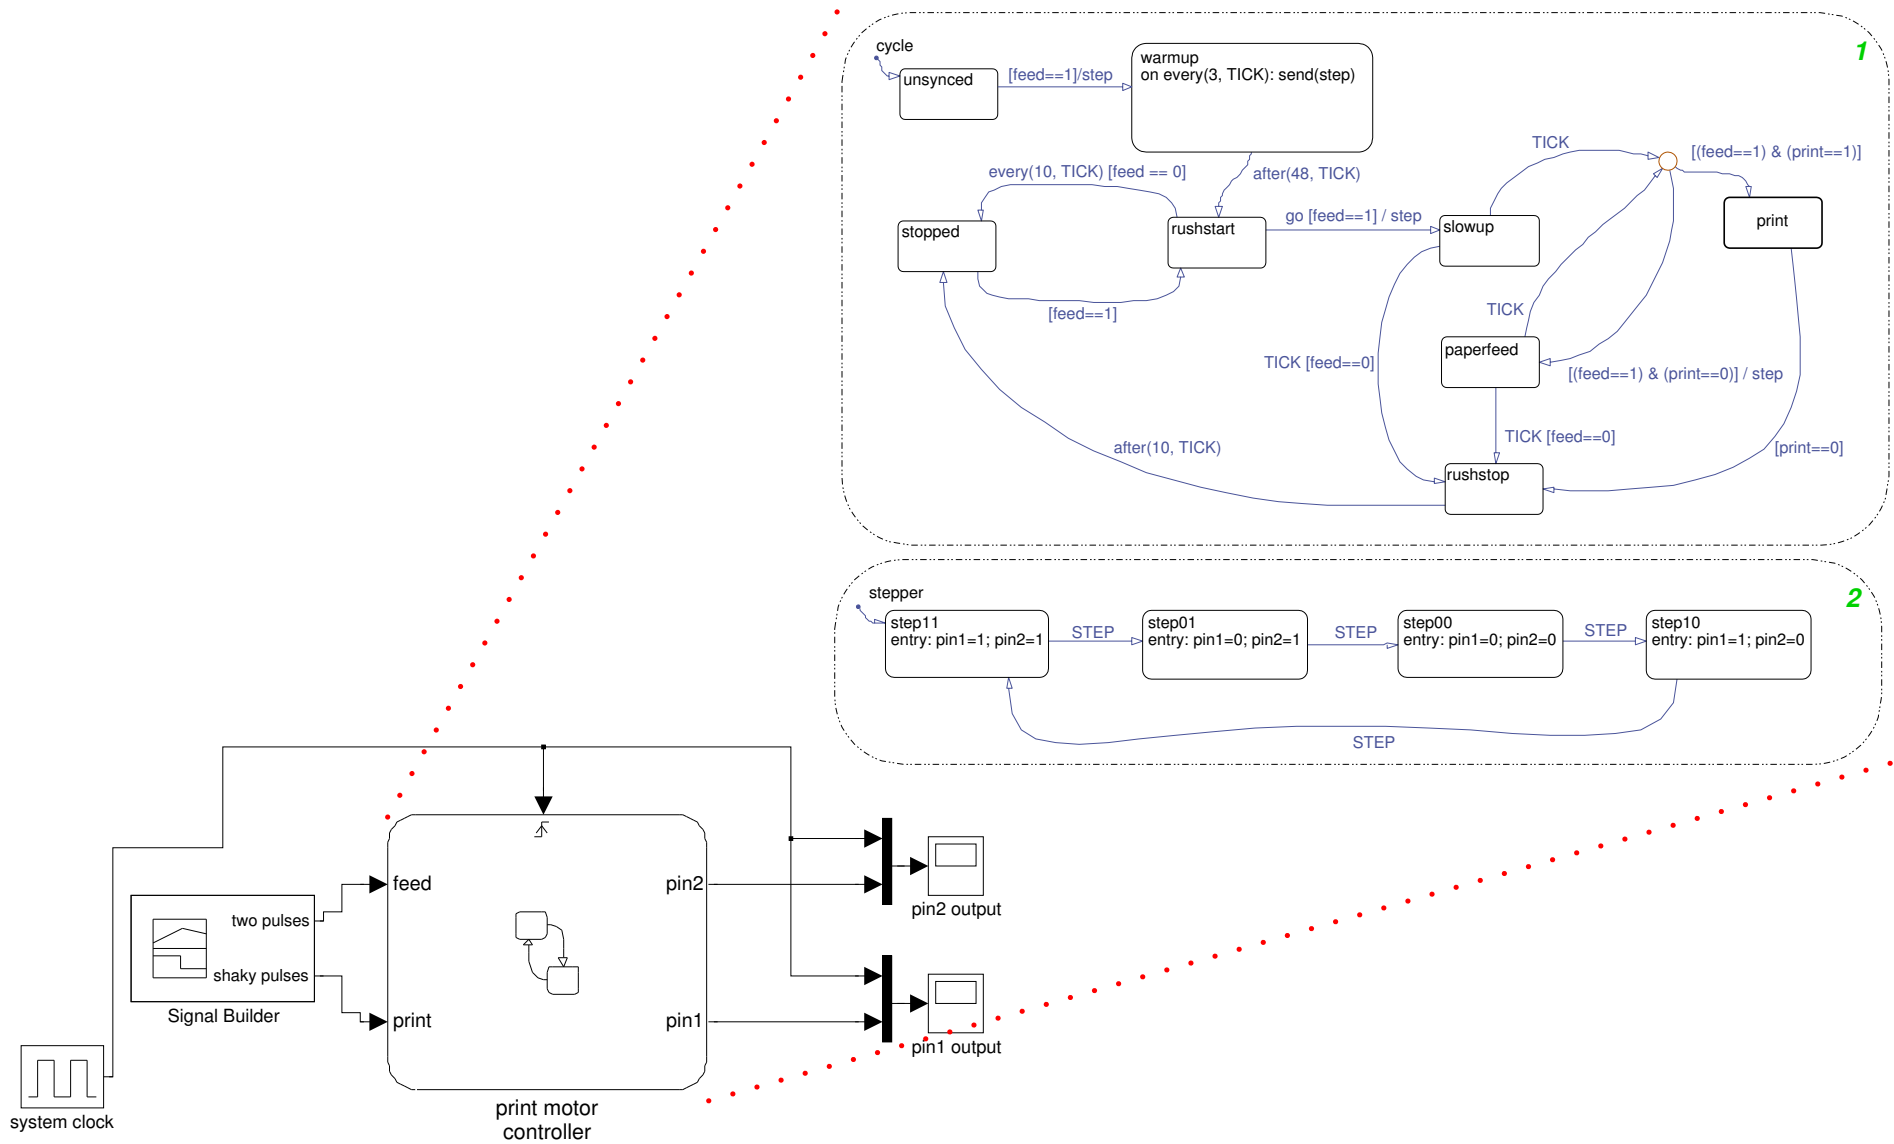 cycle
1
unsynced
[feed==1]/step
warmup
on every(3, TICK): send(step)
TICK
[(feed==1) & (print==1)]
every(10, TICK) [feed == 0]
after(48, TICK)
print
stopped
rushstart
go [feed==1] / step
slowup
[feed==1]
TICK
TICK [feed==0]
paperfeed
[(feed==1) & (print==0)] / step
after(10, TICK)
TICK [feed==0]
[print==0]
rushstop
stepper
2
step11
entry: pin1=1; pin2=1
STEP
step01
entry: pin1=0; pin2=1
STEP
step00
entry: pin1=0; pin2=0
STEP
step10
entry: pin1=1; pin2=0
STEP
feed
pin2
two pulses
pin2 output
shaky pulses
Signal Builder
print
pin1
pin1 output
system clock
print motor
controller